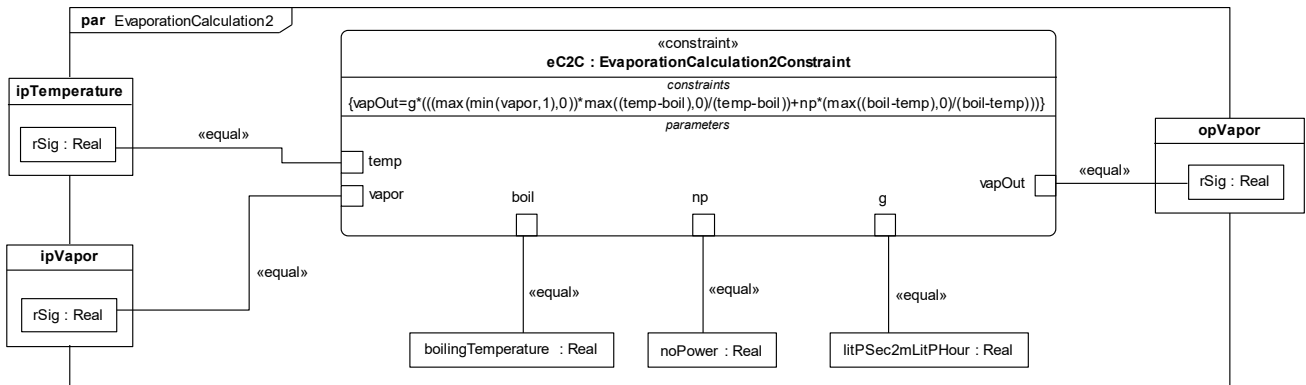 par EvaporationCalculation2
«constraint»
eC2C : EvaporationCalculation2Constraint
constraints
{vapOut=g*(((max(min(vapor,1),0))*max((temp-boil),0)/(temp-boil))+np*(max((boil-temp),0)/(boil-temp)))}
parameters
ipTemperature
rSig : Real
«equal»
temp
vapor
boil
np
g
vapOut
«equal»
opVapor
rSig : Real
ipVapor
rSig : Real
«equal»
«equal»
«equal»
«equal»
boilingTemperature : Real
noPower : Real
litPSec2mLitPHour : Real